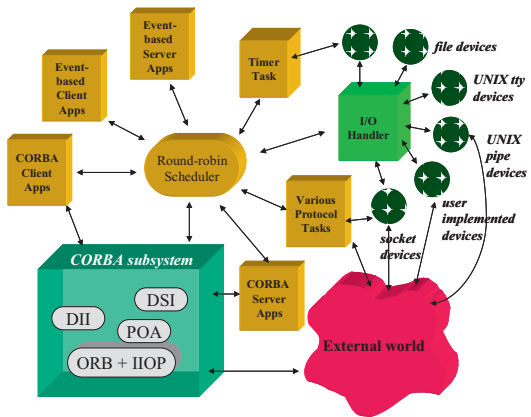 Event-
based
Server
Apps
Timer
Task
file devices
Event-
based
Client
Apps
UNIX tty
devices
I/O
Handler
UNIX
pipe
devices
CORBA
Client
Apps
Round-robin
Scheduler
Various
Protocol
Tasks
user
implemented
devices
socket
devices
CORBA subsystem
CORBA
Server
Apps
DSI
DII
POA
ORB + IIOP
External world